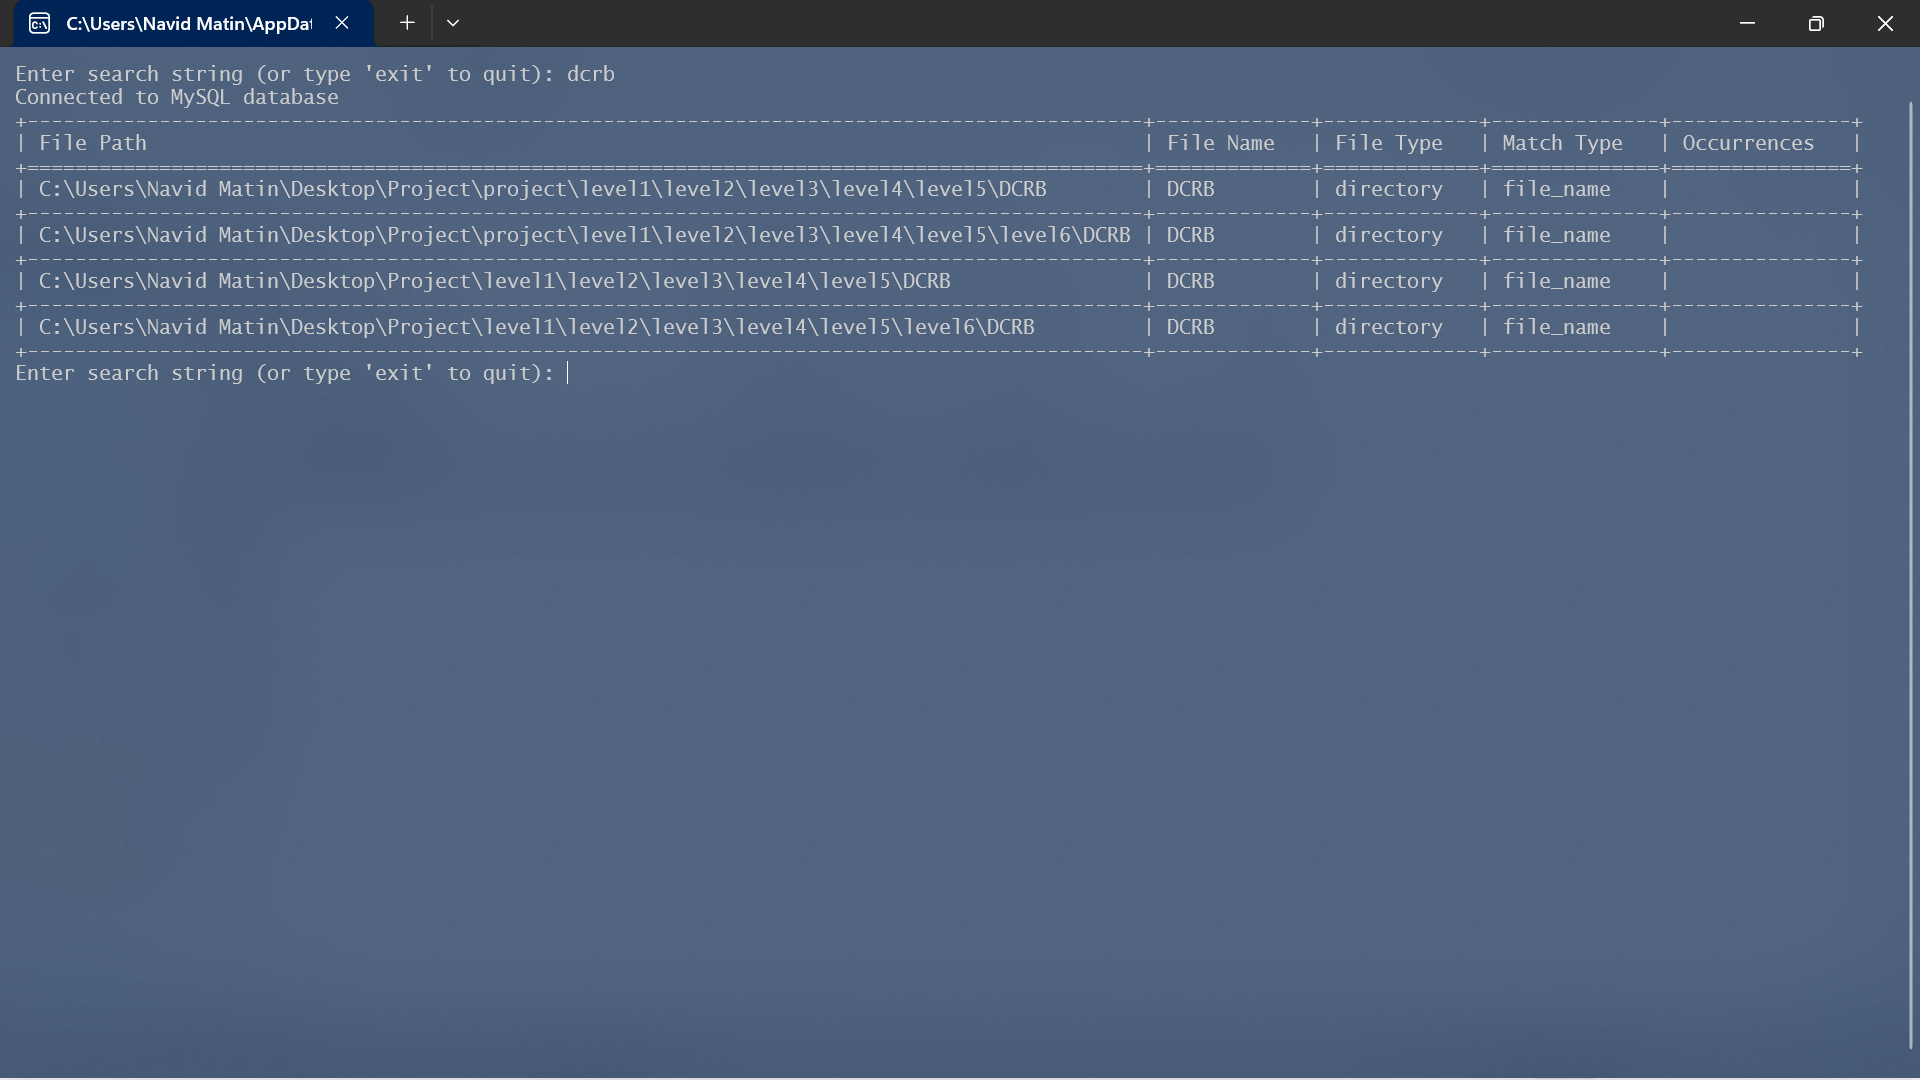 C:\Users\Navid Matin\AppDat
Enter search string (or type 'exit' to quit): dcrb
Connected to MySQL database
| File Path | File Name | File Type | Match Type | Occurrences |
| C:\Users\Navid Matin\Desktop\Project\project\level1\level2\level3\level4\level5\DCRB | DCRB | directory | file_name | |
| C:\Users\Navid Matin\Desktop\Project\project\level1\level2\level3\level4\level5\level6\DCRB | DCRB | directory | file_name | |
| C:\Users\Navid Matin\Desktop\Project\level1\level2\level3\level4\level5\DCRB | DCRB | directory | file_name | |
| C:\Users\Navid Matin\Desktop\Project\level1\level2\level3\level4\level5\level6\DCRB | DCRB | directory | file_name | |
Enter search string (or type 'exit' to quit):